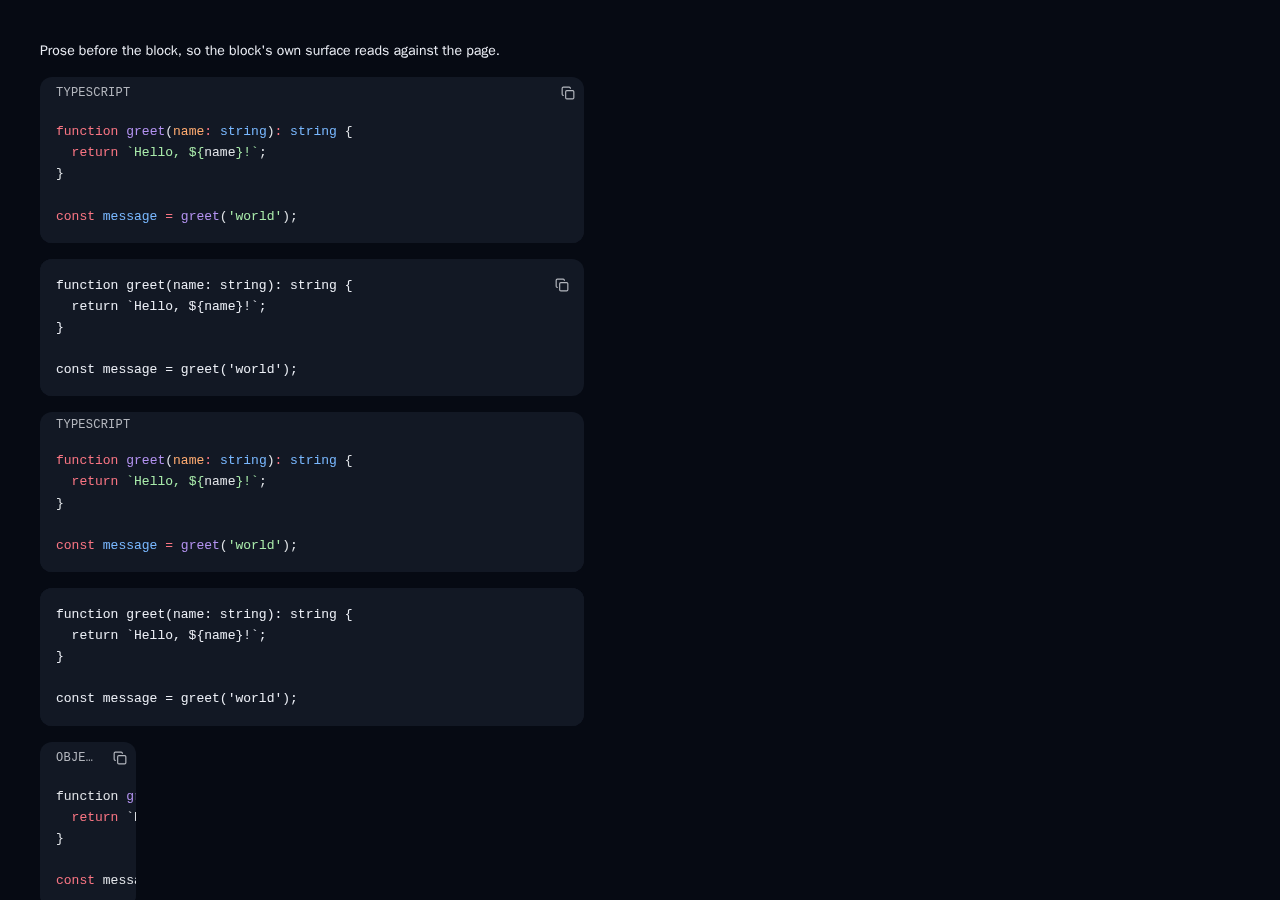 Prose before the block, so the block's own surface reads against the page.
TYPESCRIPT
function greet(name: string): string {
  return `Hello, ${name}!`;
}
const message = greet('world');
function greet(name: string): string {
  return `Hello, ${name}!`;
}
const message = greet('world');
TYPESCRIPT
function greet(name: string): string {
  return `Hello, ${name}!`;
}
const message = greet('world');
function greet(name: string): string {
  return `Hello, ${name}!`;
}
const message = greet('world');
OBJE…
function g
  return `
}
const mess